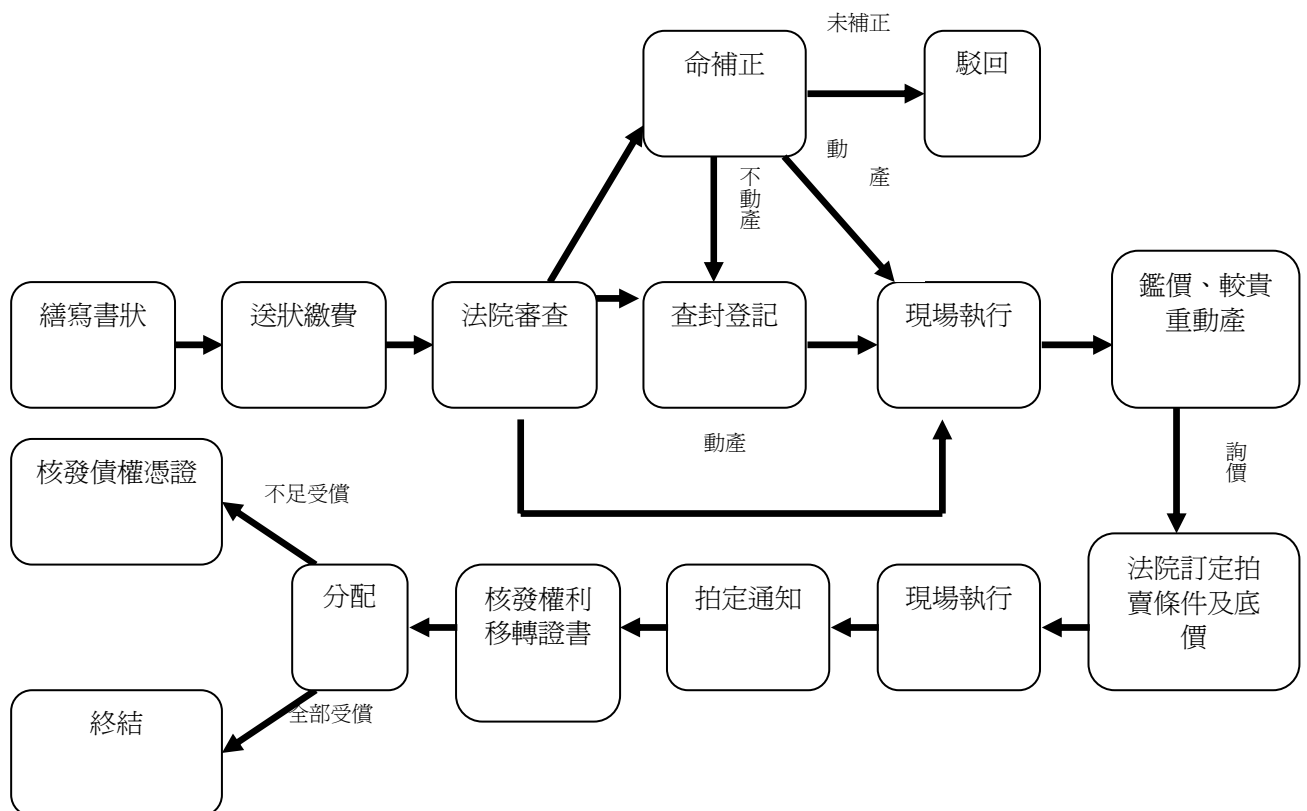 未補正
命補正
駁回
動
產
不
動
產
繕寫書狀
送狀繳費
法院審查
查封登記
現場執行
鑑價、較貴
重動產
動產
詢
價
核發債權憑證
不足受償
法院訂定拍
賣條件及底
價
現場執行
拍定通知
核發權利
移轉證書
分配
全部受償
終結